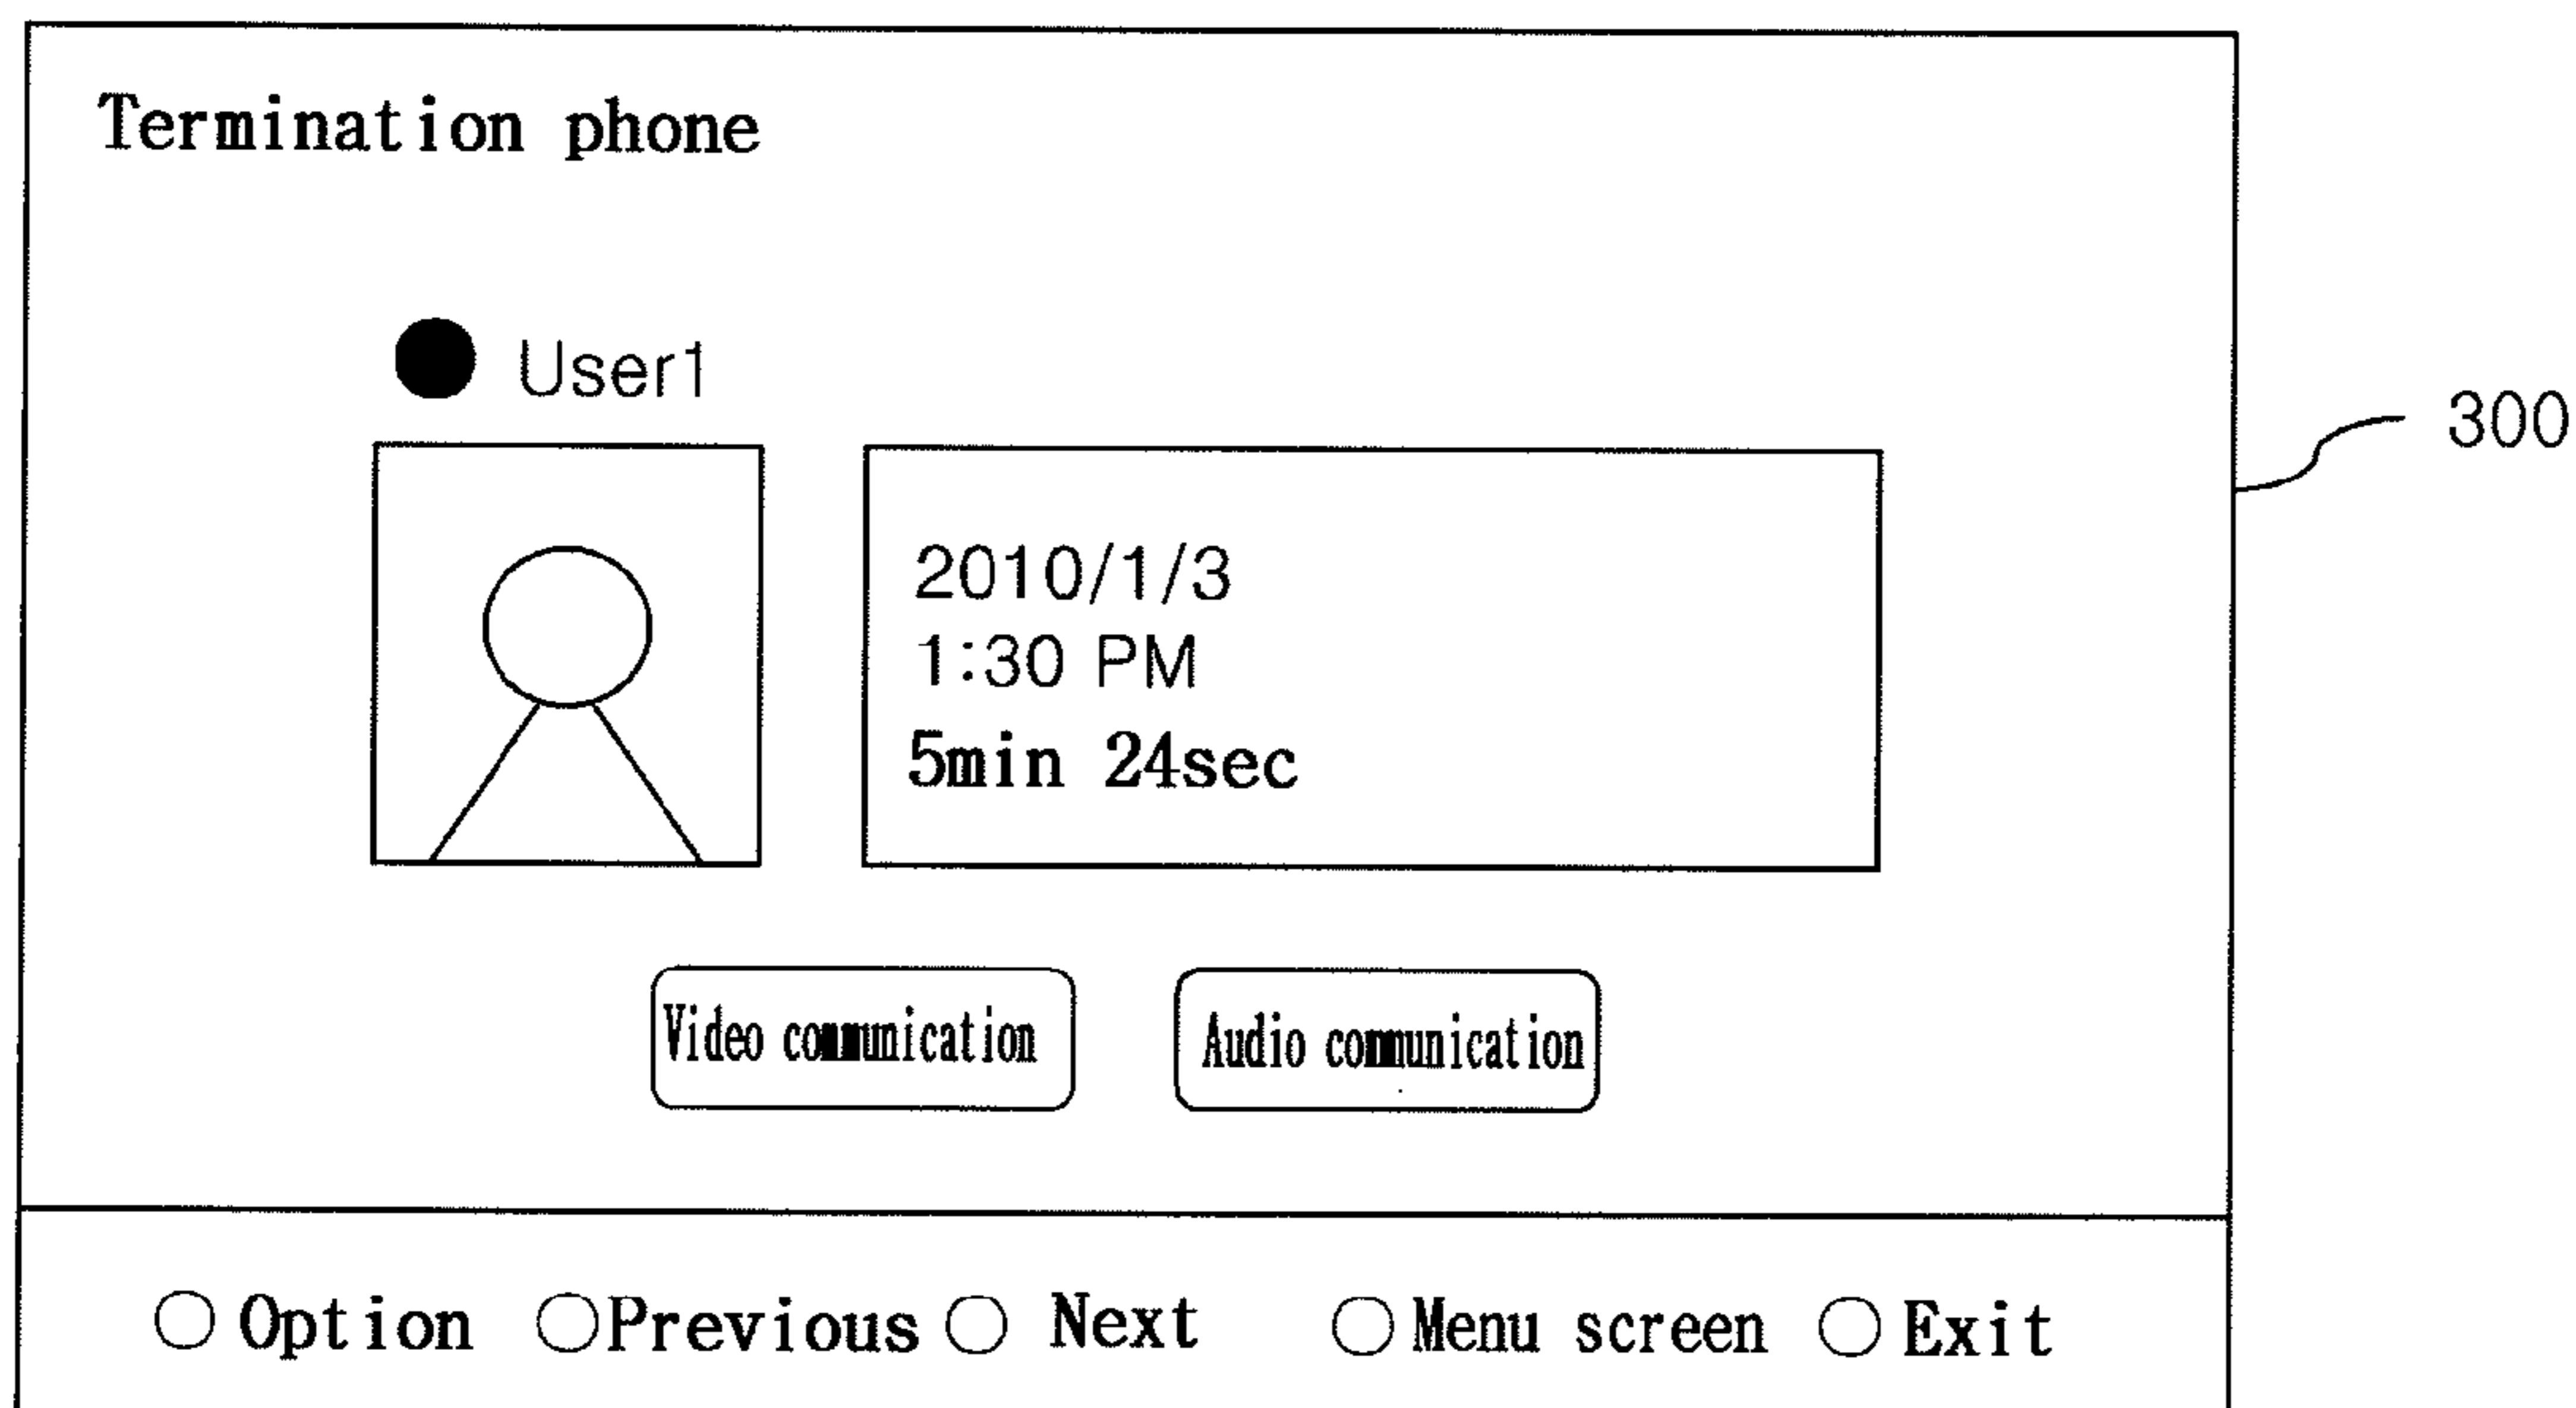 Termination phone
User1
300
2010/1/3
1:30 PM
5min 24sec
Video communication
Audio communication
Option Previous Next Menu screen Exit